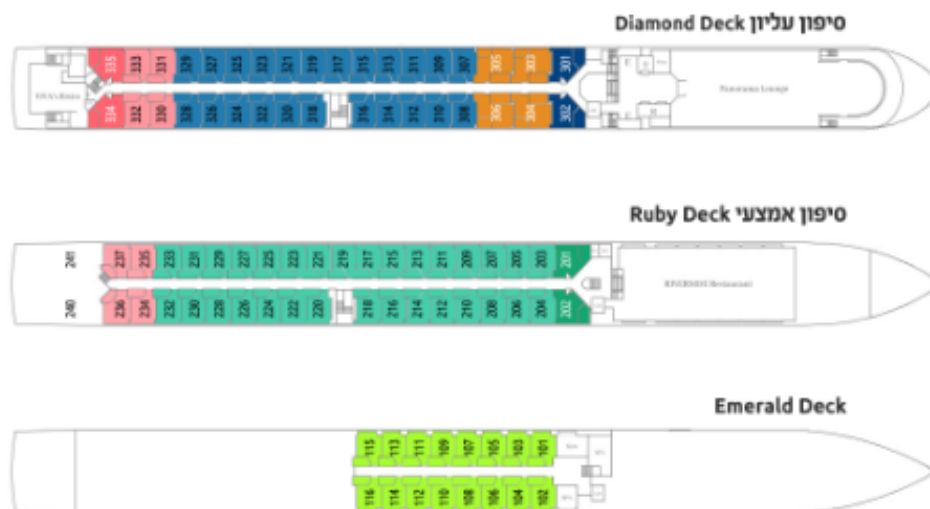 Diamond Deck סיפון עליון
335 333 331 329 327 325 323 321 319 317 315 313 311 309 307 305 303 301
Panorama Lounge
334 332 330 328 326 324 322 320 318 316 314 312 310 308 306 304 302
Ruby Deck סיפון אמצעי
241 237 235 233 231 229 227 225 223 221 219 217 215 213 211 209 207 205 203 201
Restaurant
240 236 234 232 230 228 226 224 222 220 218 216 214 212 210 208 206 204 202
Emerald Deck
115 113 111 109 107 105 103 101
116 114 112 110 108 106 104 102